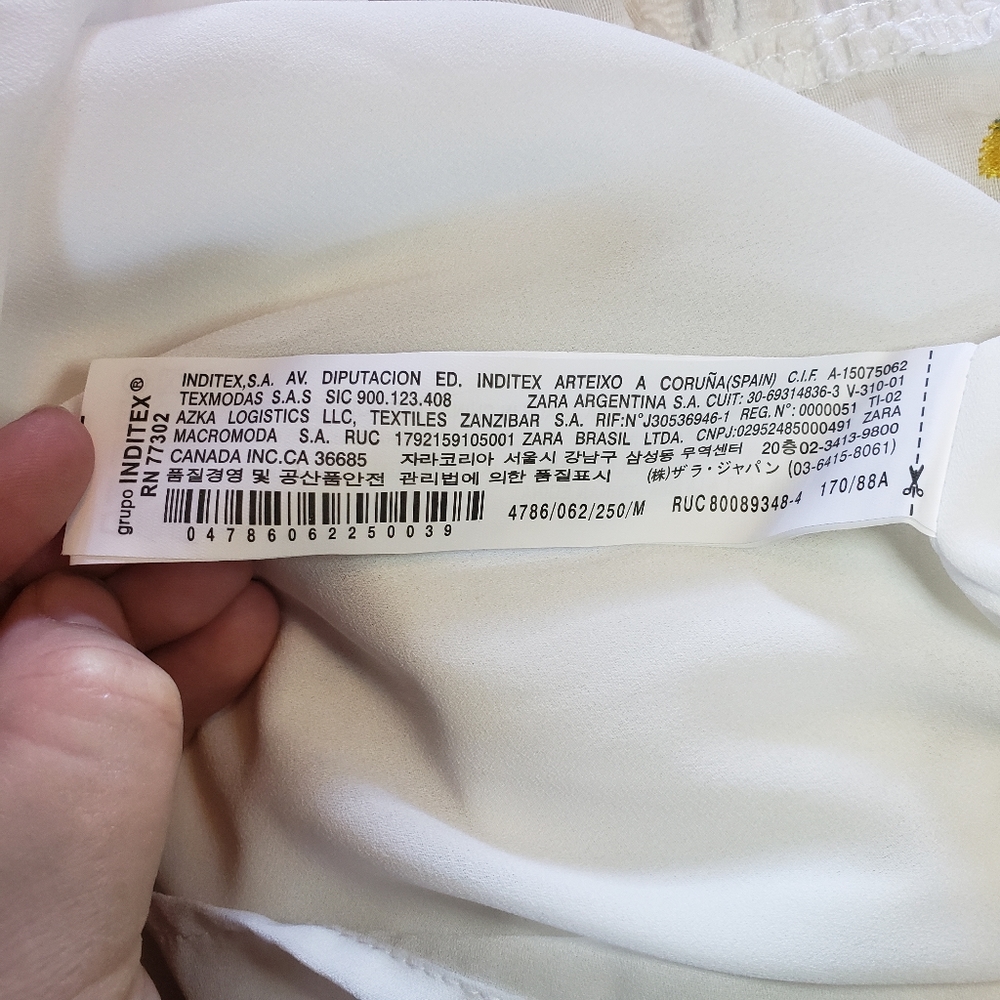 grupo INDITEX®
RN 77302
INDITEX,S.A. AV. DIPUTACION ED. INDITEX ARTEIXO A CORUÑA(SPAIN) C.I.F. A-15075062
TEXMODAS S.A.S SIC 900.123.408 ZARA ARGENTINA S.A. CUIT: 30-69314836-3 V-310-01
AZKA LOGISTICS LLC, TEXTILES ZANZIBAR S.A. RIF:N°J30536946-1 REG.N°: 0000051 TI-02
MACROMODA S.A. RUC 1792159105001 ZARA BRASIL LTDA. CNPJ:02952485000491 ZARA
CANADA INC.CA 36685 자라코리아 서울시 강남구 삼성동 무역센터 20층02-3413-9800
품질경영 및 공산품안전 관리법에 의한 품질표시 (株)ザラ・ジャパン (03-6415-8061)
04786062250039 4786/062/250/M RUC80089348-4 170/88A